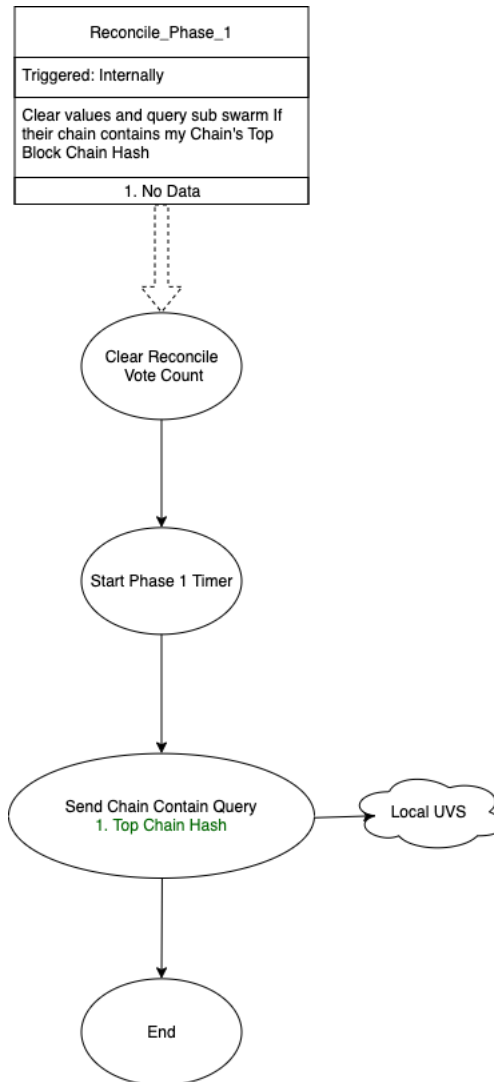 Reconcile_Phase_1
Triggered: Internally
Clear values and query sub swarm If
their chain contains my Chain's Top
Block Chain Hash
1. No Data
Clear Reconcile
Vote Count
Start Phase 1 Timer
Send Chain Contain Query
1. Top Chain Hash
Local UVS
End